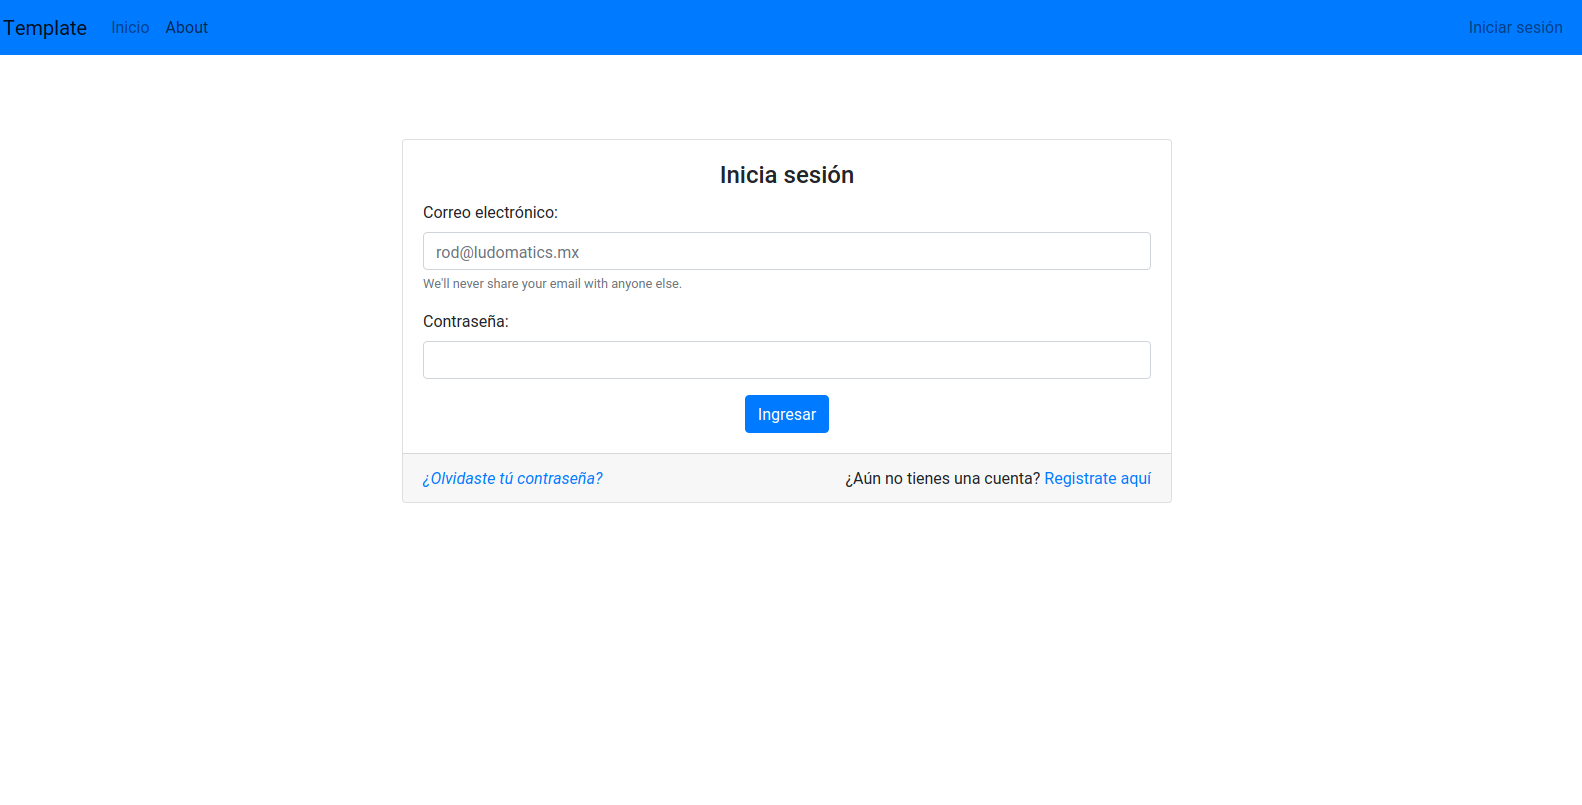 Template Inicio About Iniciar sesión
Inicia sesión
Correo electrónico:
rod@ludomatics.mx
We'll never share your email with anyone else.
Contraseña:
Ingresar
¿Olvidaste tú contraseña? ¿Aún no tienes una cuenta? Registrate aquí